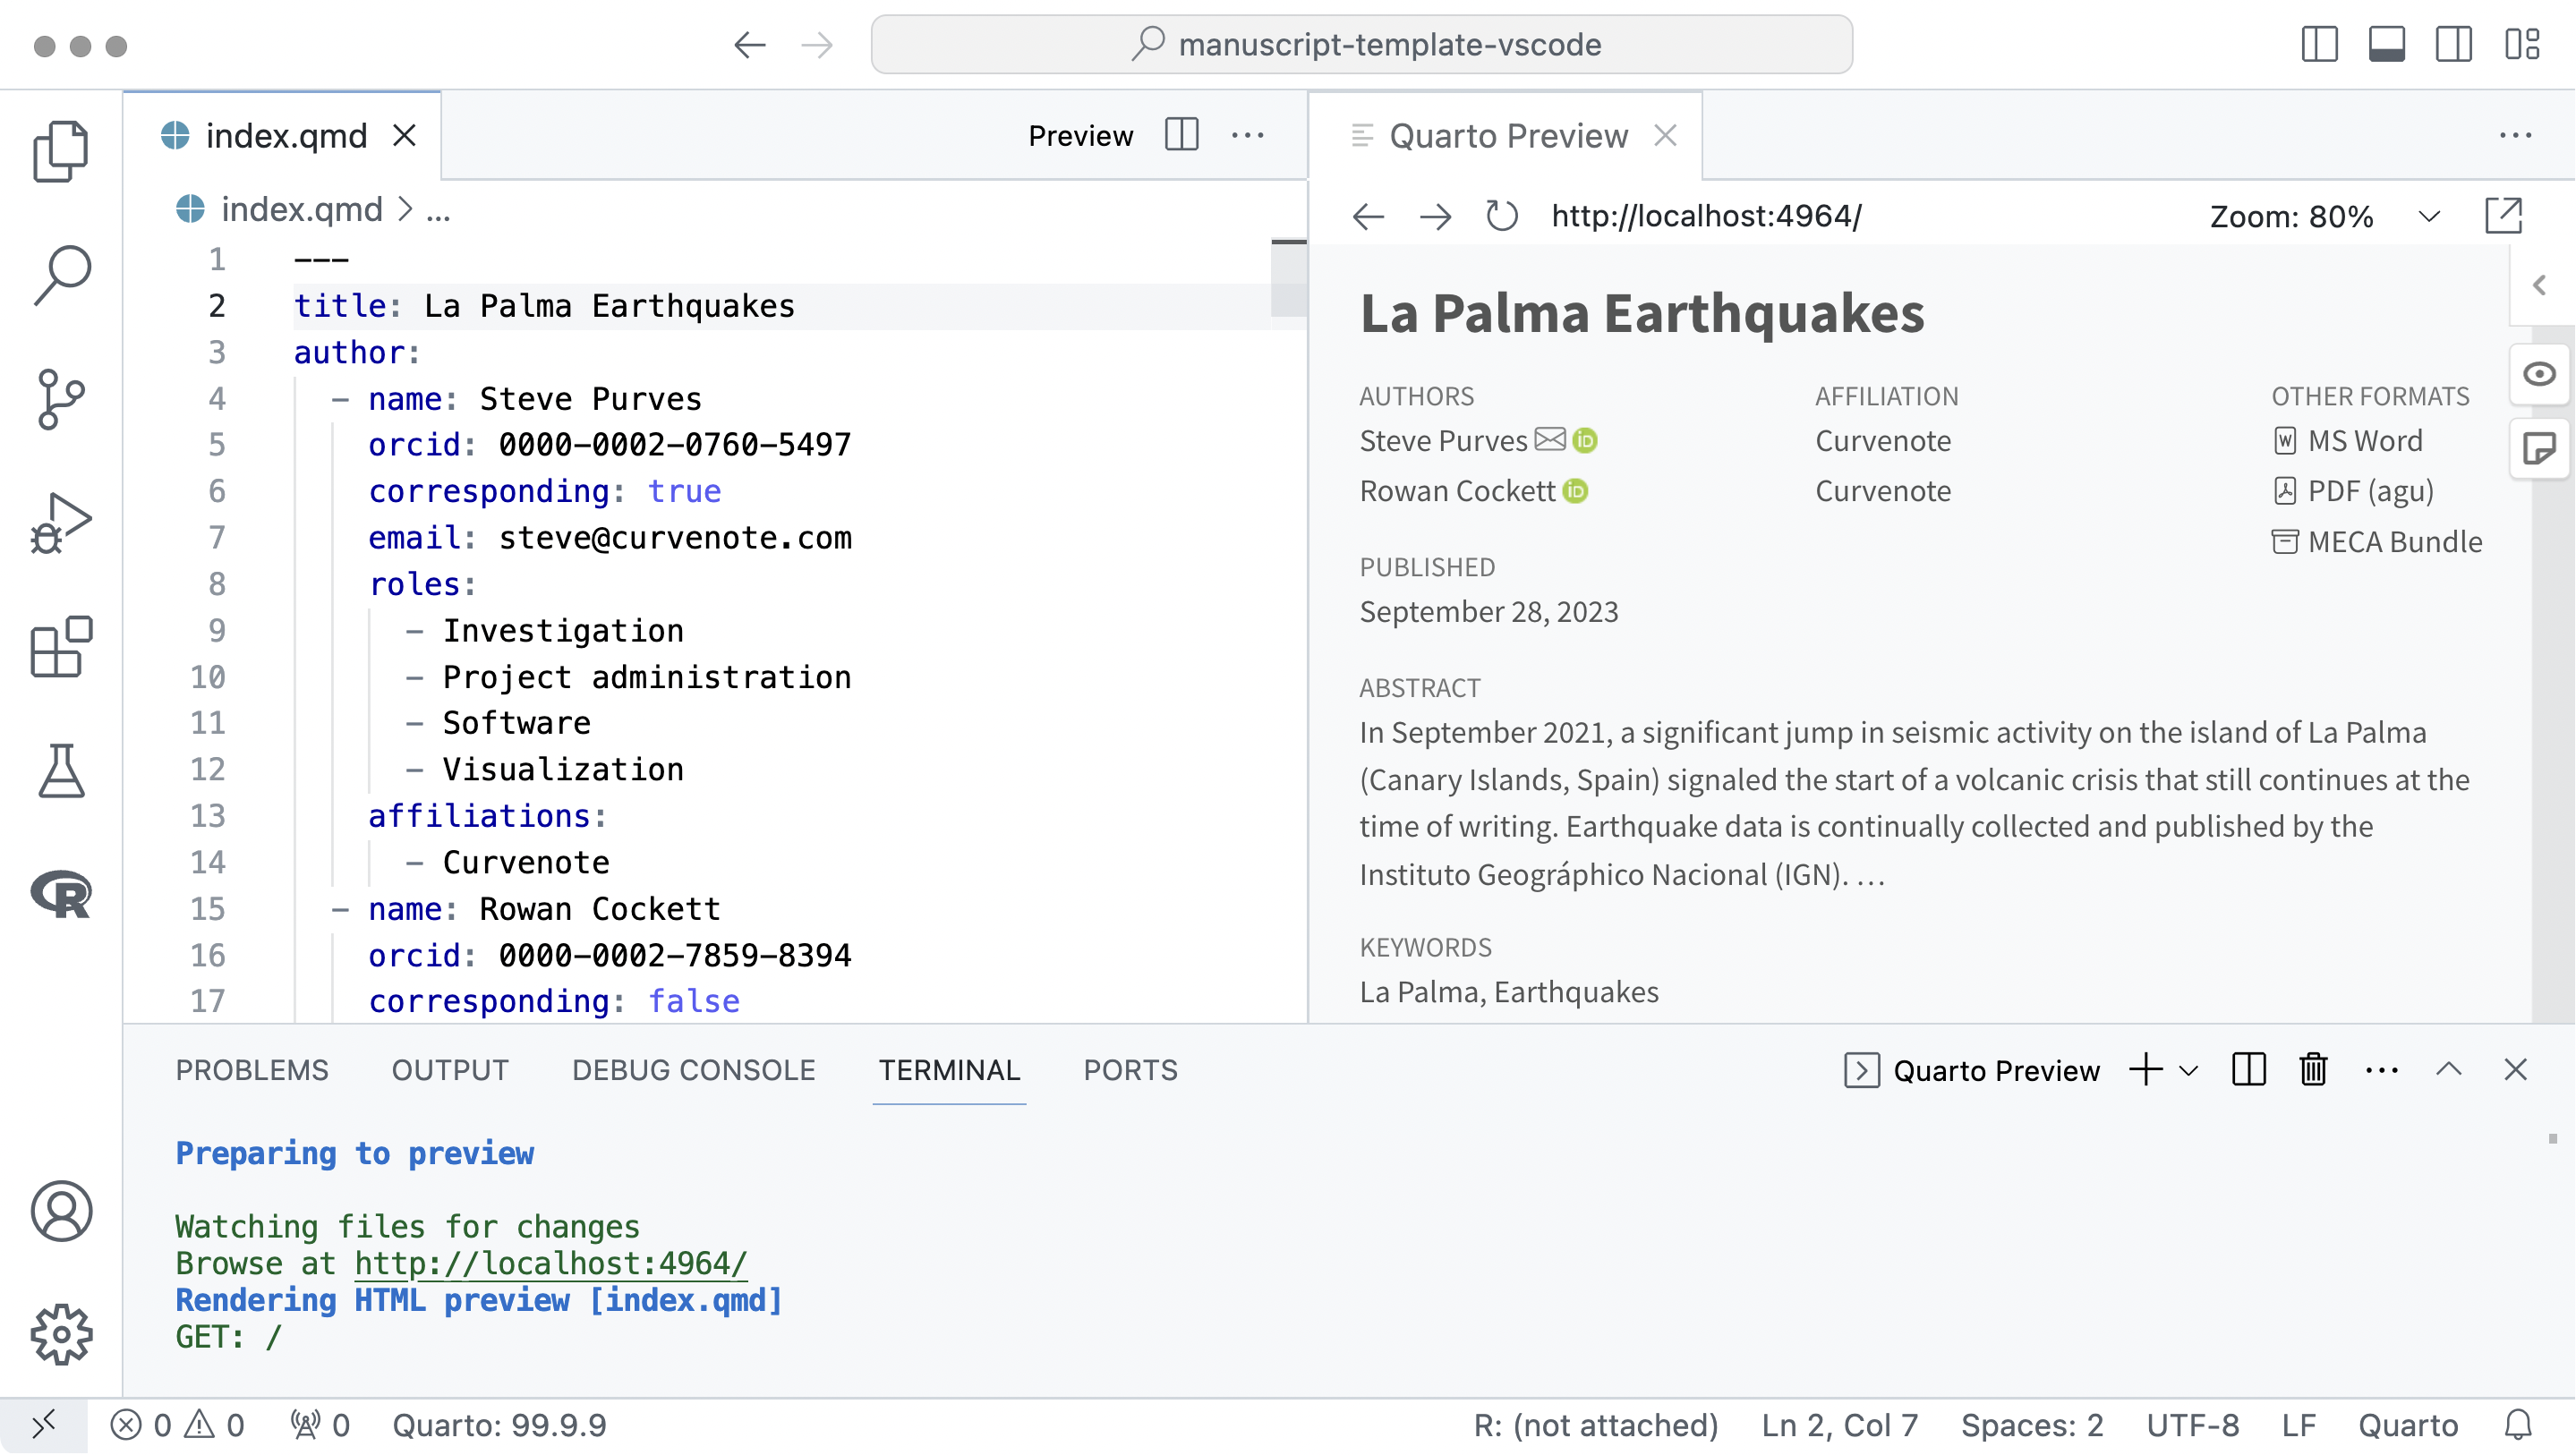 manuscript-template-vscode
index.qmd
Preview
index.qmd > ...
1 ---
2 title: La Palma Earthquakes
3 author:
4 - name: Steve Purves
5 orcid: 0000-0002-0760-5497
6 corresponding: true
7 email: steve@curvenote.com
8 roles:
9 - Investigation
10 - Project administration
11 - Software
12 - Visualization
13 affiliations:
14 - Curvenote
15 - name: Rowan Cockett
16 orcid: 0000-0002-7859-8394
17 corresponding: false
Quarto Preview
http://localhost:4964/ Zoom: 80%
La Palma Earthquakes
AUTHORS AFFILIATION OTHER FORMATS
Steve Purves iD Curvenote MS Word
Rowan Cockett iD Curvenote PDF (agu)
MECA Bundle
PUBLISHED
September 28, 2023
ABSTRACT
In September 2021, a significant jump in seismic activity on the island of La Palma
(Canary Islands, Spain) signaled the start of a volcanic crisis that still continues at the
time of writing. Earthquake data is continually collected and published by the
Instituto Geográphico Nacional (IGN). …
KEYWORDS
La Palma, Earthquakes
PROBLEMS OUTPUT DEBUG CONSOLE TERMINAL PORTS Quarto Preview
Preparing to preview
Watching files for changes
Browse at http://localhost:4964/
Rendering HTML preview [index.qmd]
GET: /
0 0 0 Quarto: 99.9.9 R: (not attached) Ln 2, Col 7 Spaces: 2 UTF-8 LF Quarto